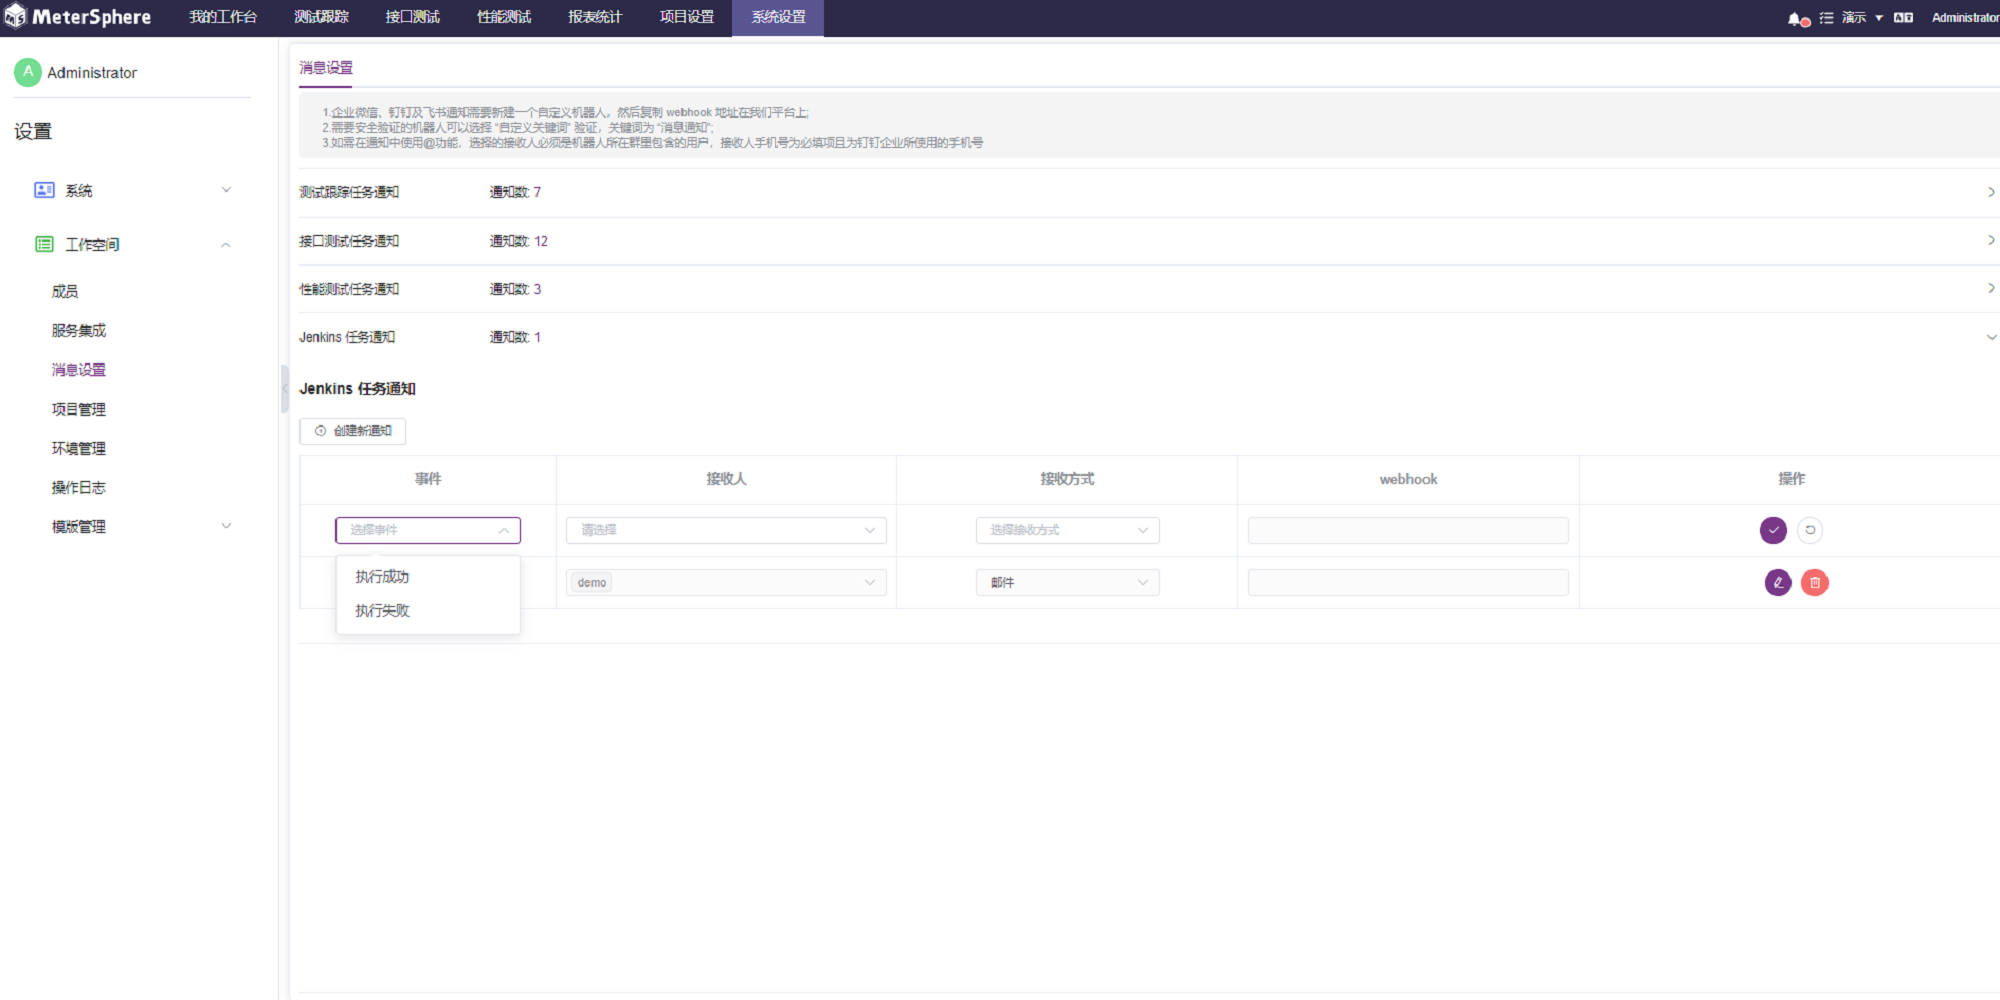 MeterSphere 我的工作台 测试跟踪 接口测试 性能测试 报表统计 项目设置 系统设置 演示 Administrator
A Administrator
设置
系统
工作空间
成员
服务集成
消息设置
项目管理
环境管理
操作日志
模版管理
消息设置
1.企业微信、钉钉及飞书通知需要新建一个自定义机器人。然后复制 webhook 地址在我们平台上;
2.需要安全验证的机器人可以选择 “自定义关键词” 验证，关键词为 “消息通知”;
3.如需在通知中使用@功能，选择的接收人必须是机器人所在群里包含的用户，接收人手机号为必填项且为钉钉企业所使用的手机号
测试跟踪任务通知 通知数: 7
接口测试任务通知 通知数: 12
性能测试任务通知 通知数: 3
Jenkins 任务通知 通知数: 1
Jenkins 任务通知
创建新通知
事件 接收人 接收方式 webhook 操作
选择事件 请选择 选择接收方式
执行成功
执行失败
demo 邮件